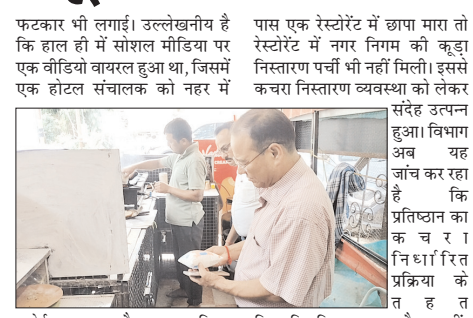 फटकार भी लगाई। उल्लेखनीय है
कि हाल ही में सोशल मीडिया पर
एक वीडियो वायरल हुआ था, जिसमें
एक होटल संचालक को नहर में
पास एक रेस्टोरेंट में छापा मारा तो
रेस्टोरेंट में नगर निगम की कूड़ा
निस्तारण पर्ची भी नहीं मिली। इससे
कचरा निस्तारण व्यवस्था को लेकर
संदेह उत्पन्न
हुआ। विभाग
अब यह
जांच कर रहा
है कि
प्रतिष्ठान का
क च रा
निर्धारित
प्रक्रिया के
त ह त